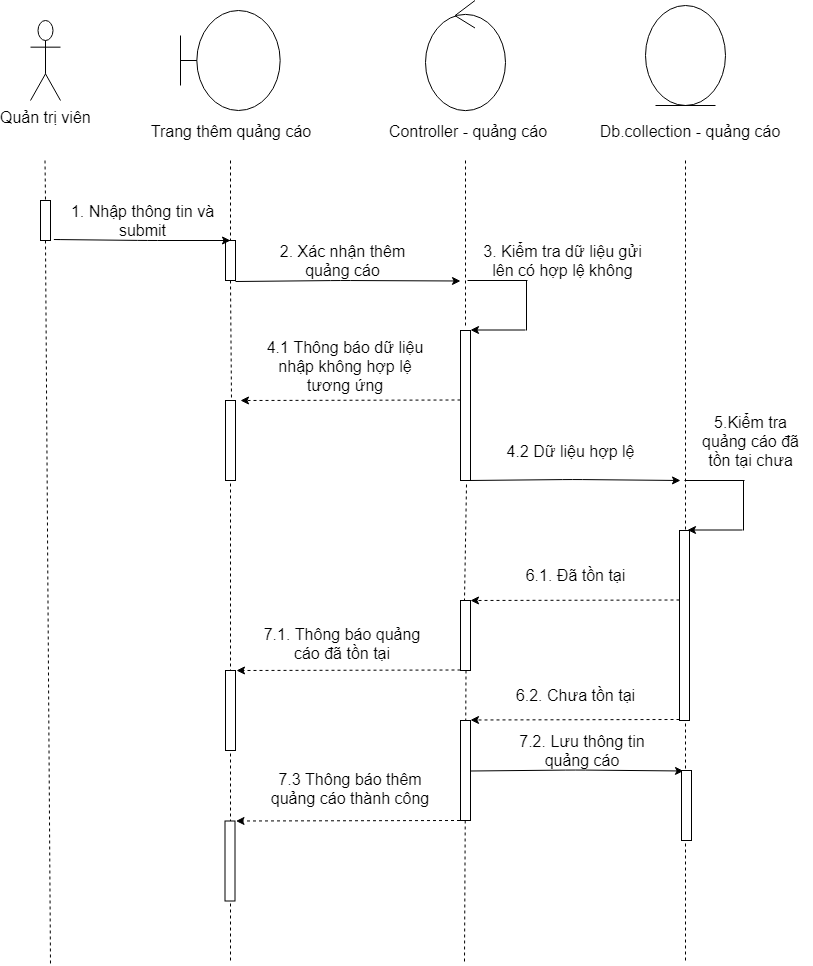 Quản trị viên
Trang thêm quảng cáo
Controller - quảng cáo
Db.collection - quảng cáo
1. Nhập thông tin và
submit
2. Xác nhận thêm
quảng cáo
3. Kiểm tra dữ liệu gửi
lên có hợp lệ không
4.1 Thông báo dữ liệu
nhập không hợp lệ
tương ứng
4.2 Dữ liệu hợp lệ
5.Kiểm tra
quảng cáo đã
tồn tại chưa
6.1. Đã tồn tại
7.1. Thông báo quảng
cáo đã tồn tại
6.2. Chưa tồn tại
7.2. Lưu thông tin
quảng cáo
7.3 Thông báo thêm
quảng cáo thành công